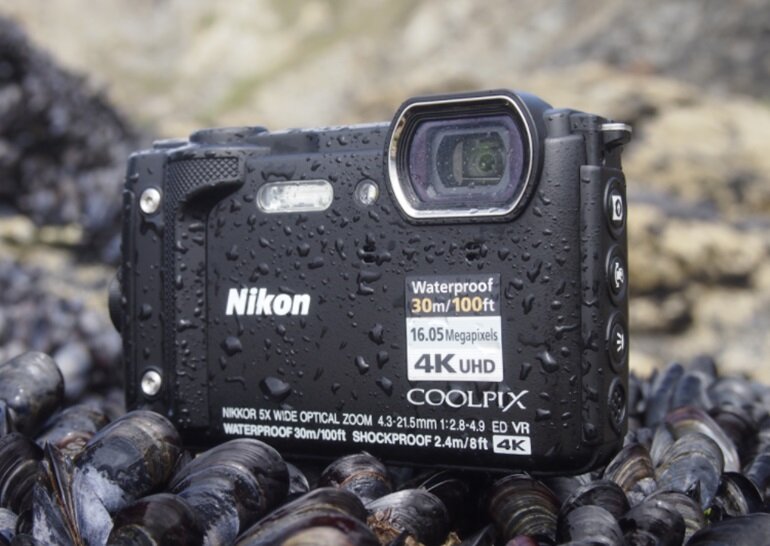 Nikon
Waterproof
30m/100ft
16.05 Megapixels
4K UHD
COOLPIX
NIKKOR 5X WIDE OPTICAL ZOOM 4.3-21.5mm 1:2.8-4.9 ED VR
WATERPROOF 30m/100ft SHOCKPROOF 2.4m/8ft 4K